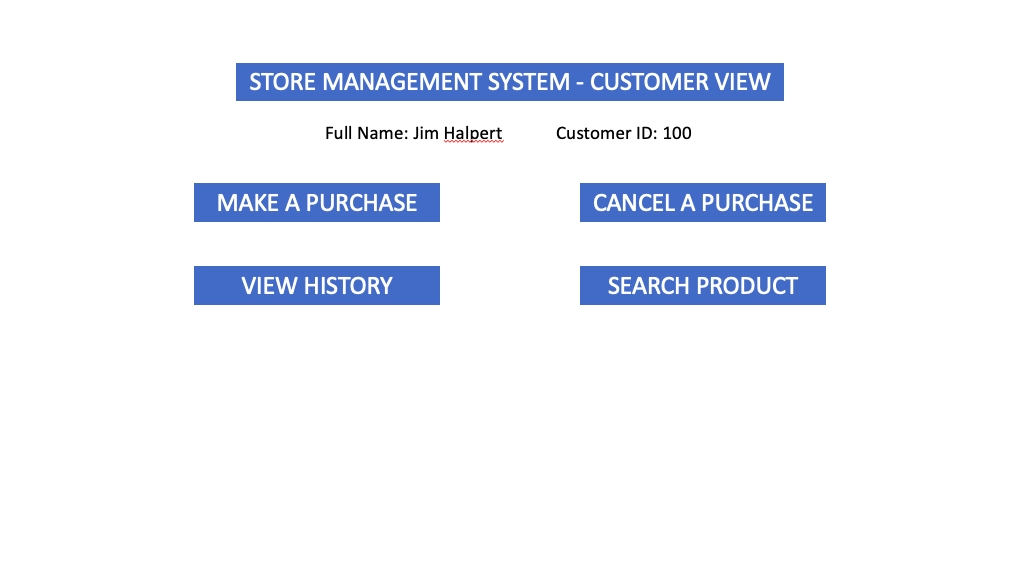 STORE MANAGEMENT SYSTEM - CUSTOMER VIEW
Full Name: Jim Halpert Customer ID: 100
MAKE A PURCHASE CANCEL A PURCHASE
VIEW HISTORY SEARCH PRODUCT